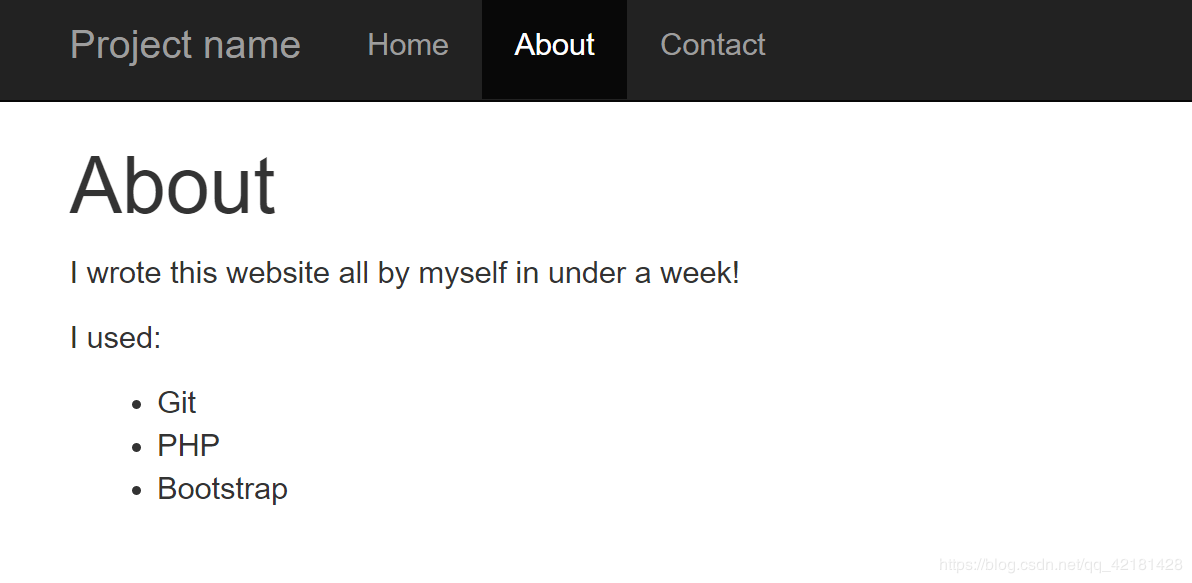 Project name Home About Contact
About
I wrote this website all by myself in under a week!
I used:
• Git
• PHP
• Bootstrap
https://blog.csdn.net/qq_42181428